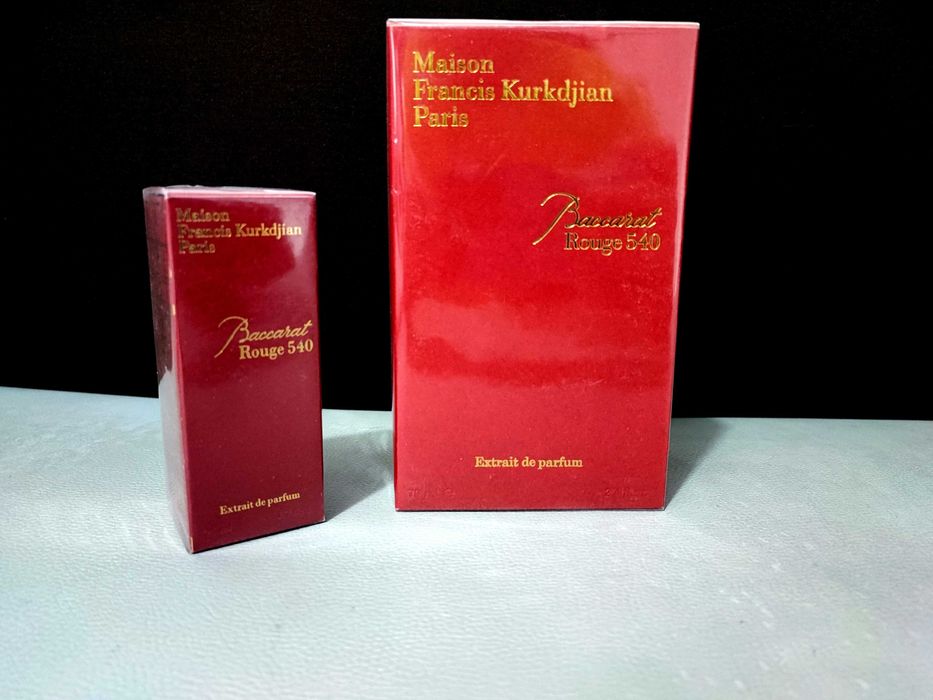 Maison
Francis Kurkdjian
Paris
Baccarat
Rouge 540
Extrait de parfum
Maison
Francis Kurkdjian
Paris
Baccarat
Rouge 540
Extrait de parfum